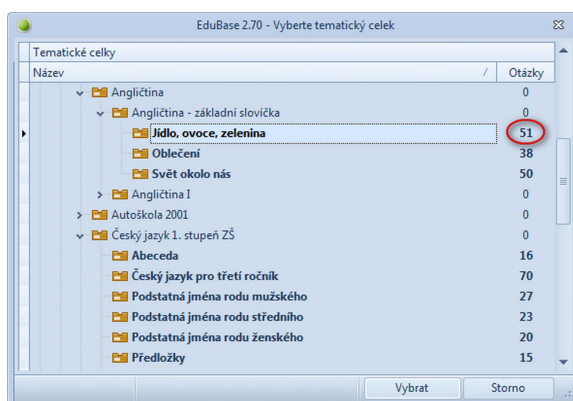 EduBase 2.70 - Vyberte tematický celek
Tematické celky
Název / Otázky
Angličtina 0
Angličtina - základní slovíčka 0
Jídlo, ovoce, zelenina 51
Oblečení 38
Svět okolo nás 50
Angličtina I 0
Autoškola 2001 0
Český jazyk 1. stupeň ZŠ 0
Abeceda 16
Český jazyk pro třetí ročník 70
Podstatná jména rodu mužského 27
Podstatná jména rodu středního 23
Podstatná jména rodu ženského 20
Předložky 15
Vybrat Storno